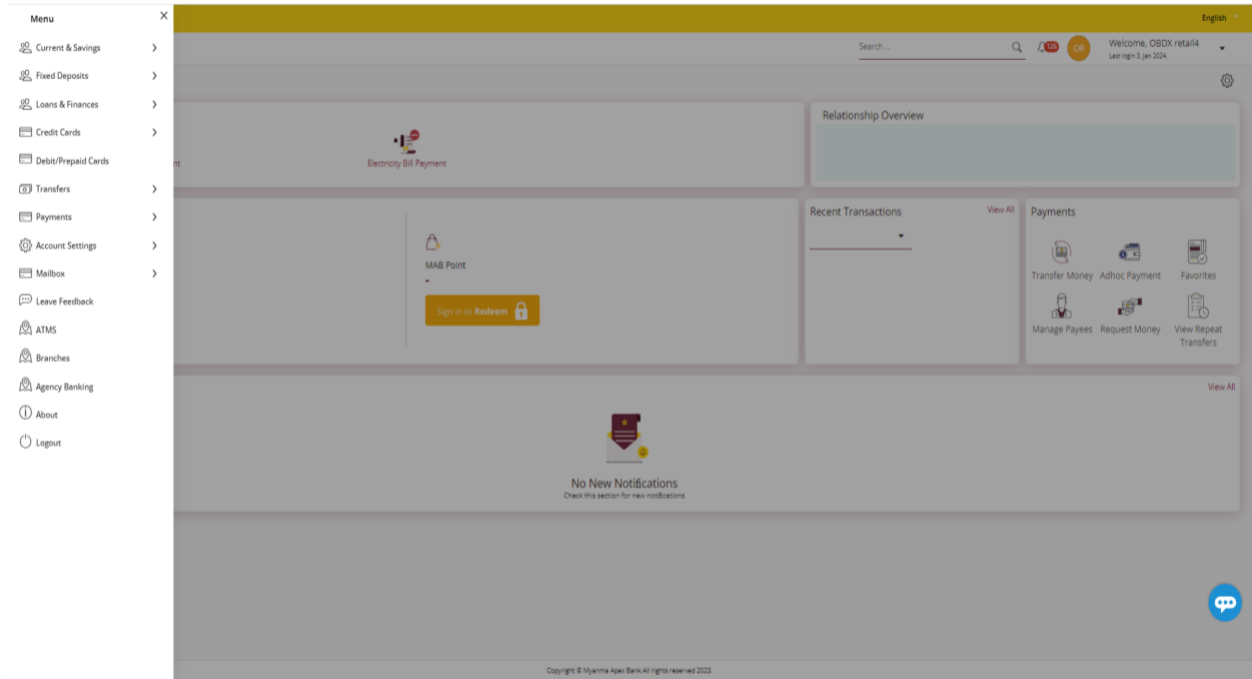 Menu
Current & Savings
Fixed Deposits
Loans & Finances
Credit Cards
Debit/Prepaid Cards
Transfers
Payments
Account Settings
Mailbox
Leave Feedback
ATMS
Branches
Agency Banking
About
Logout
English
Search ...
126
OR
Welcome, OBDX retail4
Last login 3, Jan 2024,
nt
Electricity Bill Payment
Relationship Overview
MAB Point
-
Sign in to Redeem
Recent Transactions
View All
Payments
Transfer Money
Adhoc Payment
Favorites
Manage Payees
Request Money
View Repeat
Transfers
View All
No New Notifications
Check this section for new notifications
Copyright © Myanma Apex Bank All rights reserved 2023.